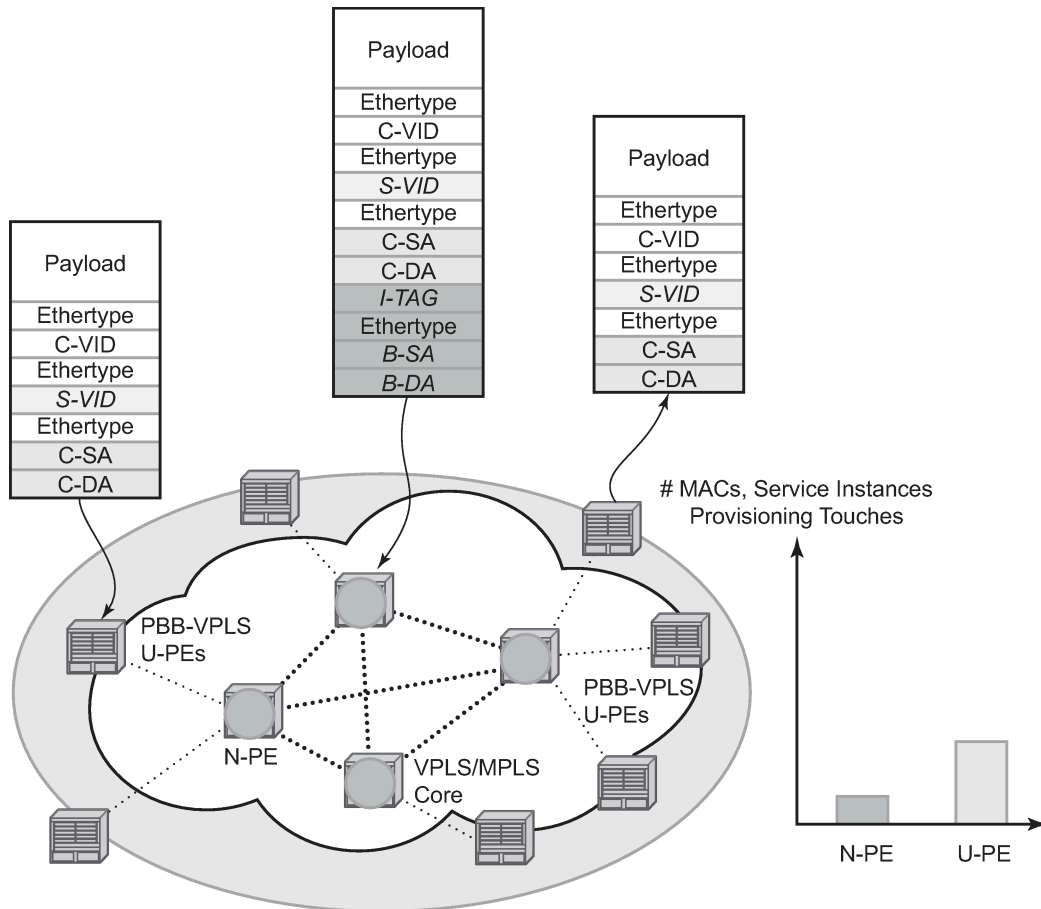 Payload
Ethertype
C-VID
Ethertype
S-VID
Ethertype
C-SA
C-DA
Payload
Ethertype
C-VID
Ethertype
S-VID
Ethertype
C-SA
C-DA
I-TAG
Ethertype
B-SA
B-DA
Payload
Ethertype
C-VID
Ethertype
S-VID
Ethertype
C-SA
C-DA
PBB-VPLS
U-PEs
N-PE
VPLS/MPLS
Core
PBB-VPLS
U-PEs
# MACs, Service Instances
Provisioning Touches
N-PE
U-PE